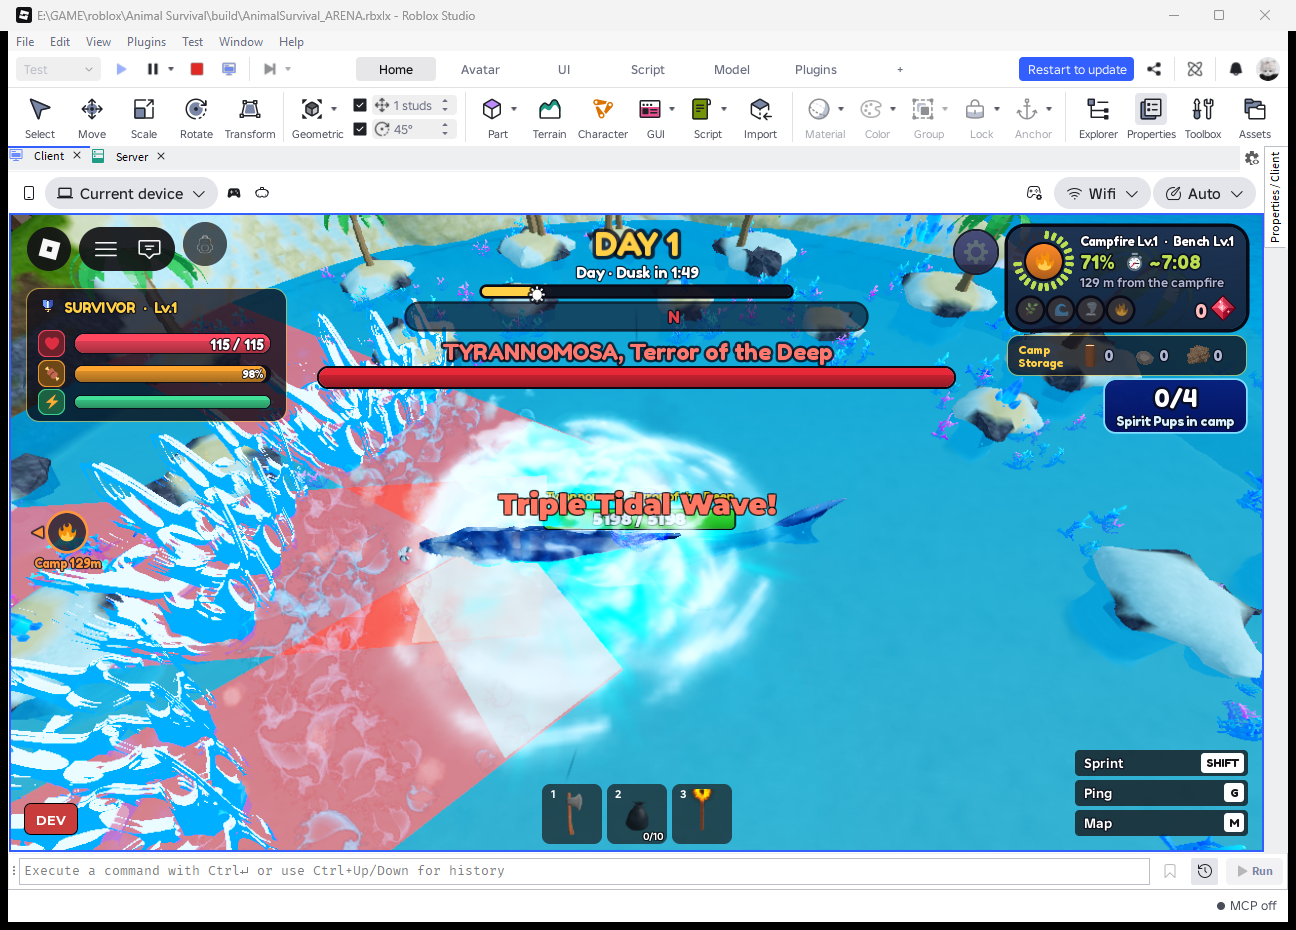 E:\GAME\roblox\Animal Survival\build\AnimalSurvival_ARENA.rbxlx - Roblox Studio
File Edit View Plugins Test Window Help
Test Home Avatar UI Script Model Plugins + Restart to update
1 studs
45°
Select Move Scale Rotate Transform Geometric Part Terrain Character GUI Script Import Material Color Group Lock Anchor Explorer Properties Toolbox Assets
Client Server
Properties / Client
Current device Wifi Auto
DAY 1
Day · Dusk in 1:49
N
TYRANNOMOSA, Terror of the Deep
SURVIVOR · Lv.1
115 / 115
98%
Campfire Lv.1 · Bench Lv.1
71% ~7:08
129 m from the campfire
0
Camp Storage 0 0 0
0/4
Spirit Pups in camp
Triple Tidal Wave!
5198 / 5198
Camp 129m
DEV
1 2 3
0/10
Sprint SHIFT
Ping G
Map M
Execute a command with Ctrl↵ or use Ctrl+Up/Down for history
Run
MCP off